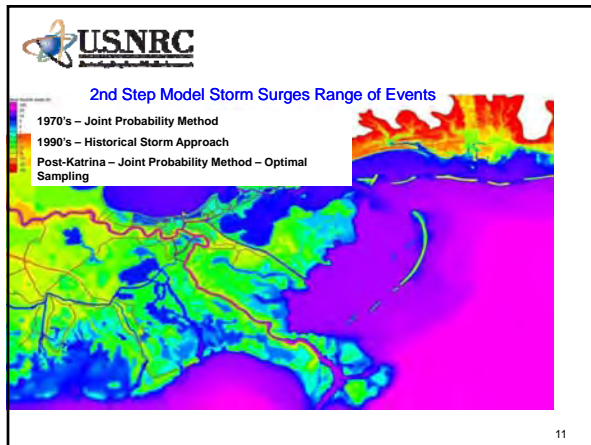 U.S.NRC
2nd Step Model Storm Surges Range of Events
1970's – Joint Probability Method
1990's – Historical Storm Approach
Post-Katrina – Joint Probability Method – Optimal
Sampling
11